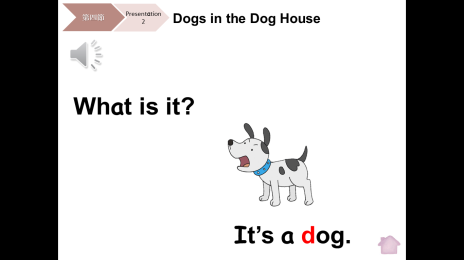 Presentation
2
Dogs in the Dog House
What is it?
It's a dog.